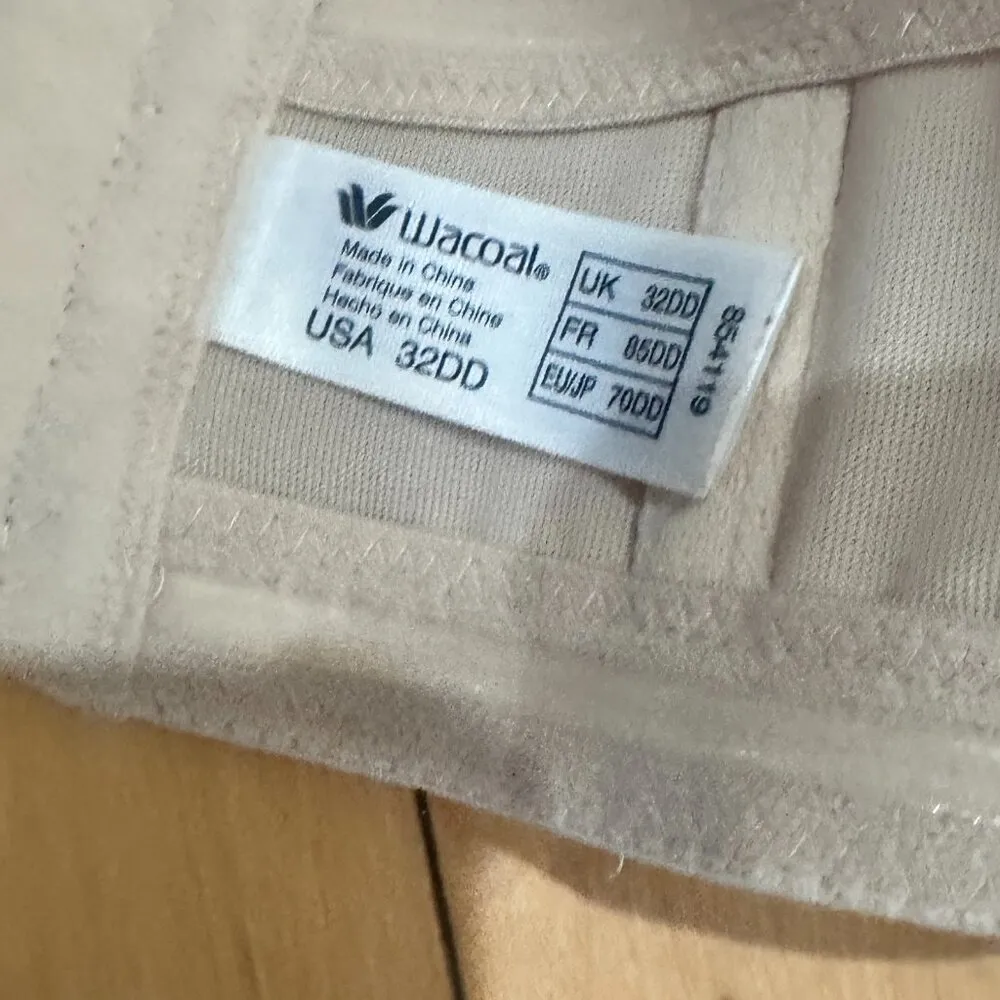 Wacoal®
Made in China
Fabrique en Chine
Hecho en China
USA 32DD
UK 32DD
FR 85DD
EU/JP 70DD
854119